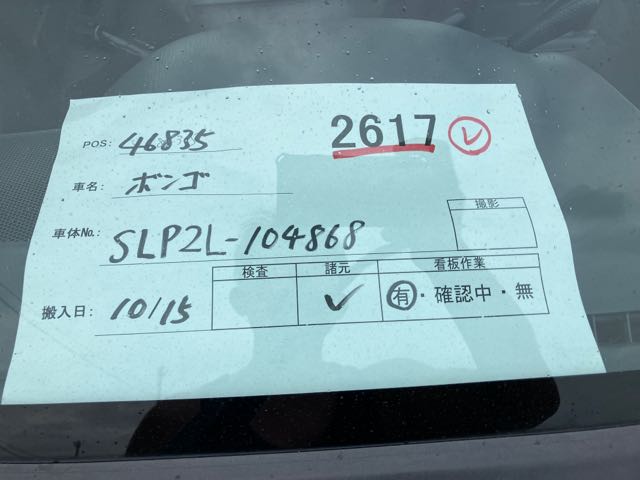 POS: 46835
2617 レ
車名: ボンゴ
車体No.: SLP2L-104868
撮影
検査 諸元 看板作業
搬入日: 10/15 ✓ 有・確認中・無